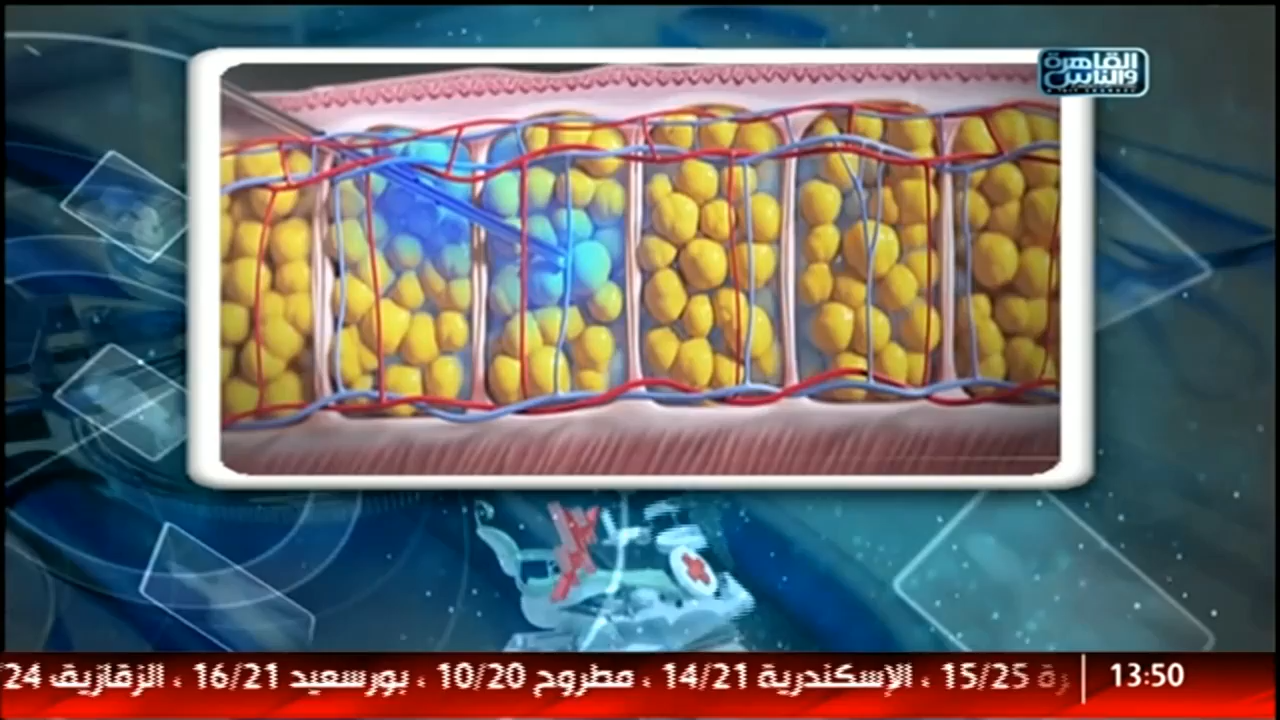 القاهرة
والناس
15/25 ، الإسكندرية 14/21 ، مطروح 10/20 ، بورسعيد 16/21 ، الزقازيق 24/
13:50